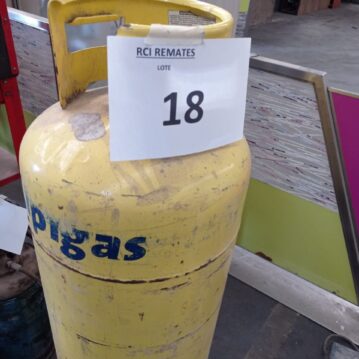 RCI REMATES
LOTE
18
pigas